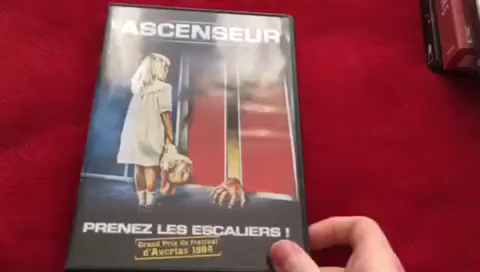 L'ASCENSEUR
PRENEZ LES ESCALIERS !
Grand Prix du Festival
d'Avoriaz 1984